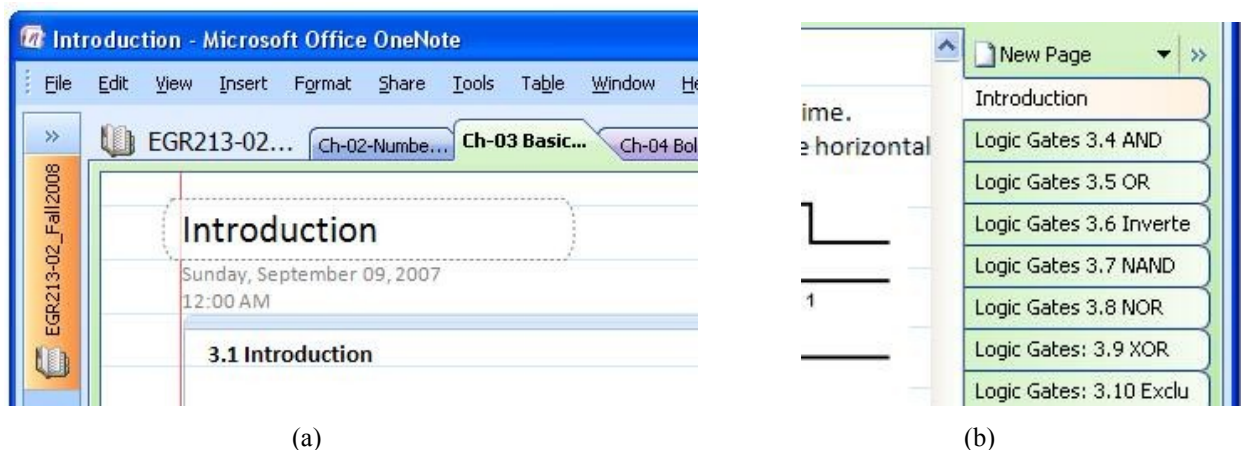 Introduction - Microsoft Office OneNote
File Edit View Insert Format Share Tools Table Window
EGR213-02... Ch-02-Numbe... Ch-03 Basic... Ch-04 Bol
EGR213-02_Fall2008
Introduction
Sunday, September 09, 2007
12:00 AM
3.1 Introduction
(a)
New Page
ime.
horizontal
1
Introduction
Logic Gates 3.4 AND
Logic Gates 3.5 OR
Logic Gates 3.6 Inverte
Logic Gates 3.7 NAND
Logic Gates 3.8 NOR
Logic Gates: 3.9 XOR
Logic Gates: 3.10 Exclu
(b)